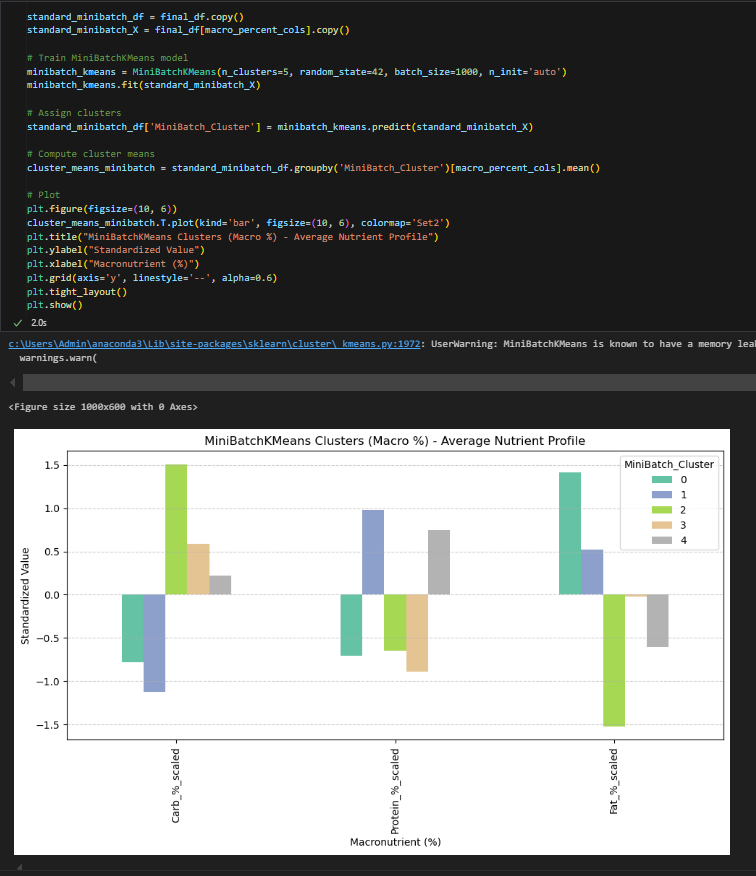 standard_minibatch_df = final_df.copy()
standard_minibatch_X = final_df[macro_percent_cols].copy()
# Train MiniBatchKMeans model
minibatch_kmeans = MiniBatchKMeans(n_clusters=5, random_state=42, batch_size=1000, n_init='auto')
minibatch_kmeans.fit(standard_minibatch_X)
# Assign clusters
standard_minibatch_df['MiniBatch_Cluster'] = minibatch_kmeans.predict(standard_minibatch_X)
# Compute cluster means
cluster_means_minibatch = standard_minibatch_df.groupby('MiniBatch_Cluster')[macro_percent_cols].mean()
# Plot
plt.figure(figsize=(10, 6))
cluster_means_minibatch.T.plot(kind='bar', figsize=(10, 6), colormap='Set2')
plt.title("MiniBatchKMeans Clusters (Macro %) - Average Nutrient Profile")
plt.ylabel("Standardized Value")
plt.xlabel("Macronutrient (%)")
plt.grid(axis='y', linestyle='--', alpha=0.6)
plt.tight_layout()
plt.show()
2.0s
c:\Users\Admin\anaconda3\Lib\site-packages\sklearn\cluster\_kmeans.py:1972: UserWarning: MiniBatchKMeans is known to have a memory lea
warnings.warn(
<Figure size 1000x600 with 0 Axes>
MiniBatchKMeans Clusters (Macro %) - Average Nutrient Profile
MiniBatch_Cluster
0
1
2
3
4
1.5
1.0
0.5
0.0
−0.5
−1.0
−1.5
Standardized Value
Carb_%_scaled
Protein_%_scaled
Fat_%_scaled
Macronutrient (%)